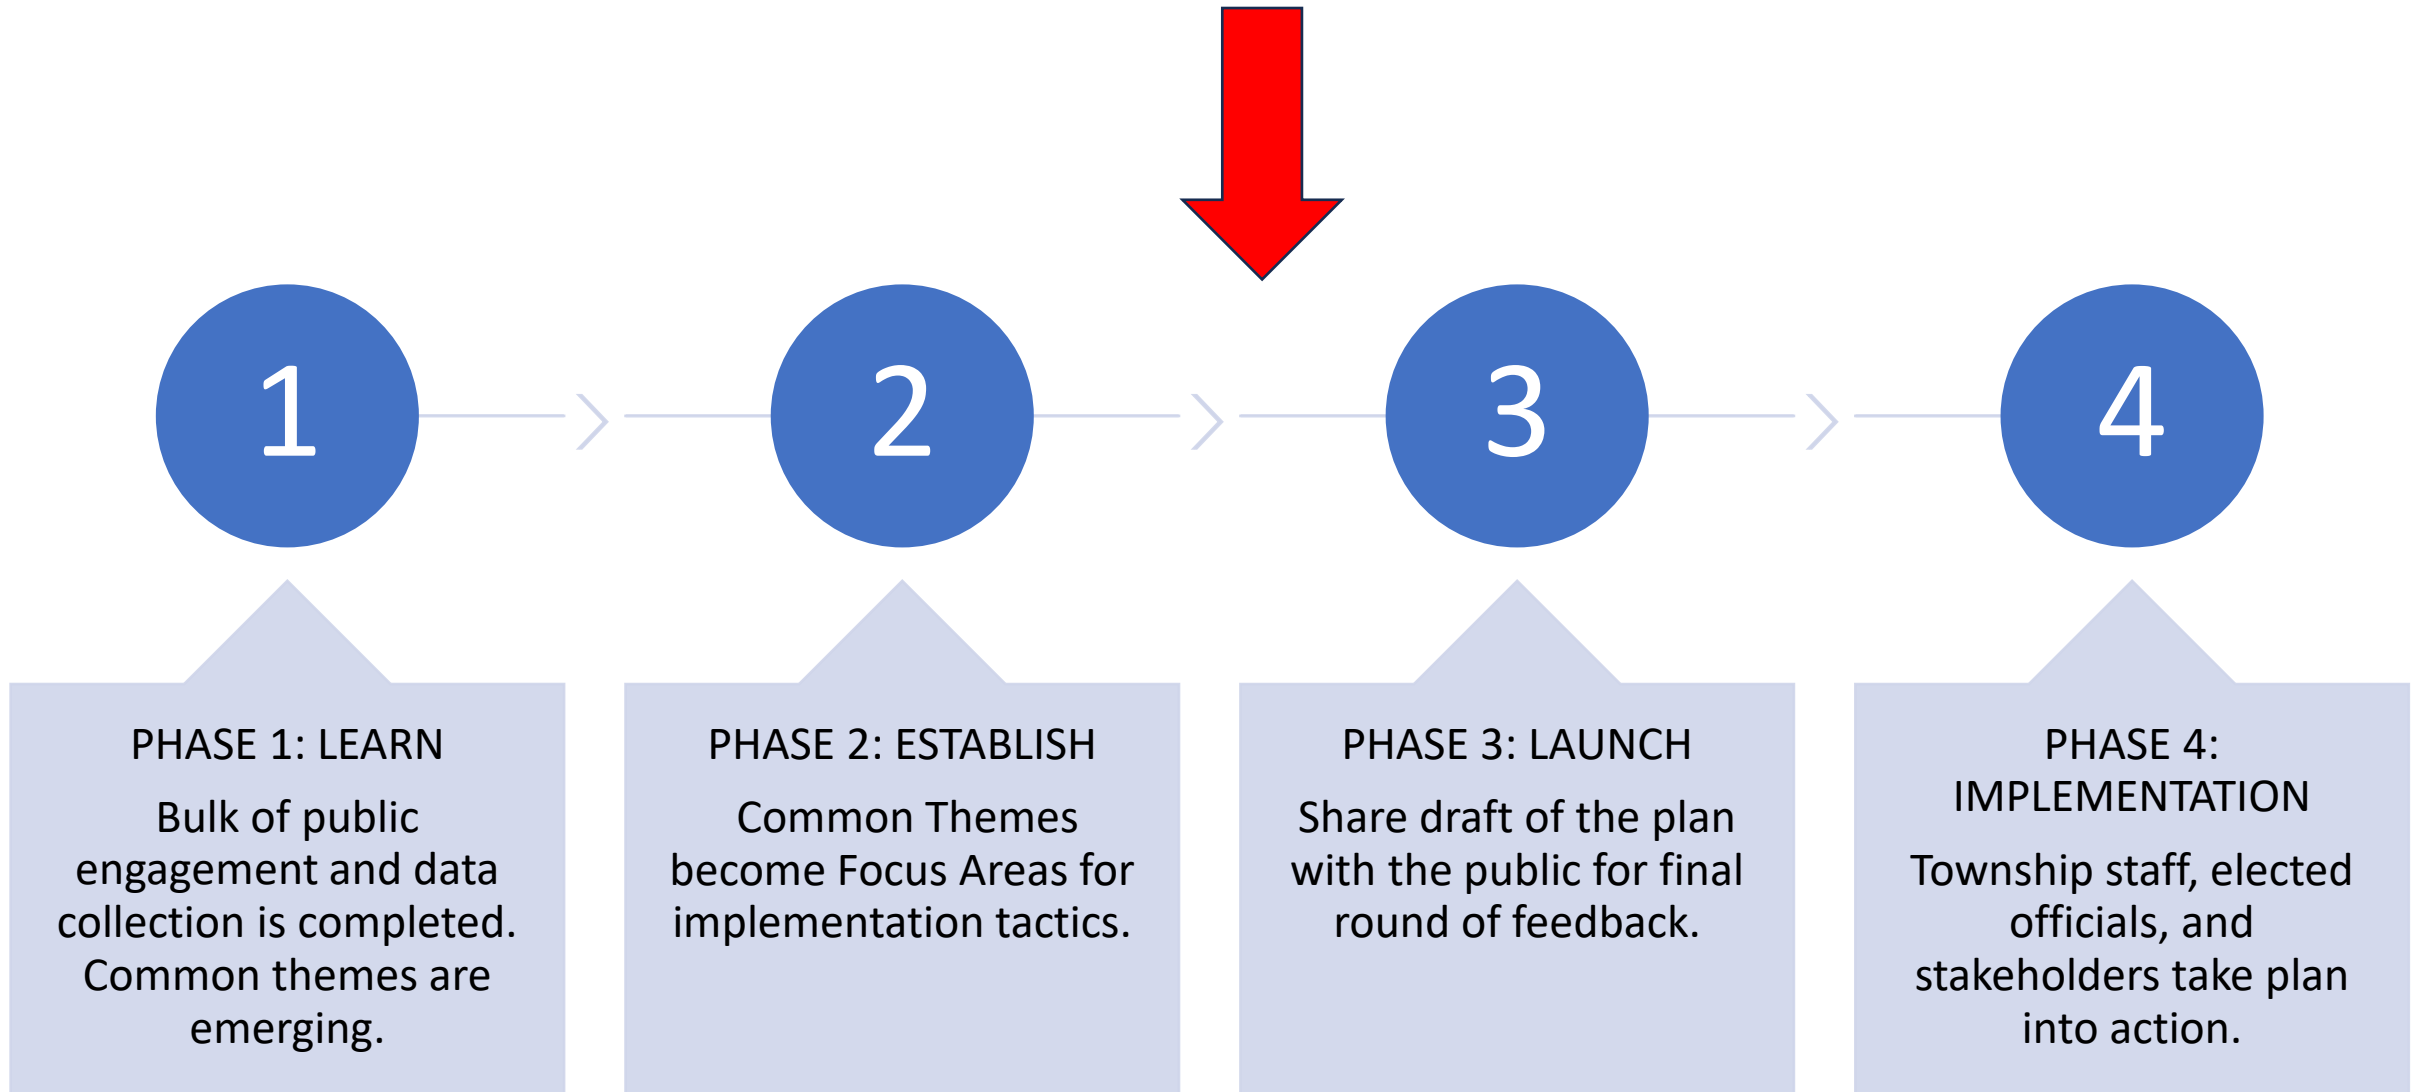 1
2
3
4
PHASE 1: LEARN
Bulk of public
engagement and data
collection is completed.
Common themes are
emerging.
PHASE 2: ESTABLISH
Common Themes
become Focus Areas for
implementation tactics.
PHASE 3: LAUNCH
Share draft of the plan
with the public for final
round of feedback.
PHASE 4:
IMPLEMENTATION
Township staff, elected
officials, and
stakeholders take plan
into action.